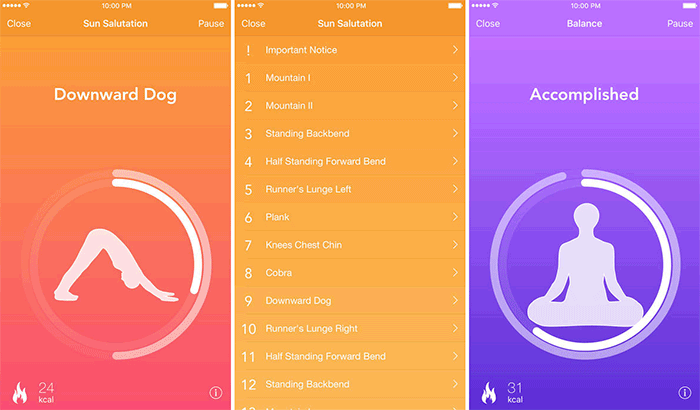 10:00 PM
Close Sun Salutation Pause
Downward Dog
24
kcal
10:00 PM
Close Sun Salutation
! Important Notice
1 Mountain I
2 Mountain II
3 Standing Backbend
4 Half Standing Forward Bend
5 Runner's Lunge Left
6 Plank
7 Knees Chest Chin
8 Cobra
9 Downward Dog
10 Runner's Lunge Right
11 Half Standing Forward Bend
12 Standing Backbend
10:00 PM
Close Balance Pause
Accomplished
31
kcal